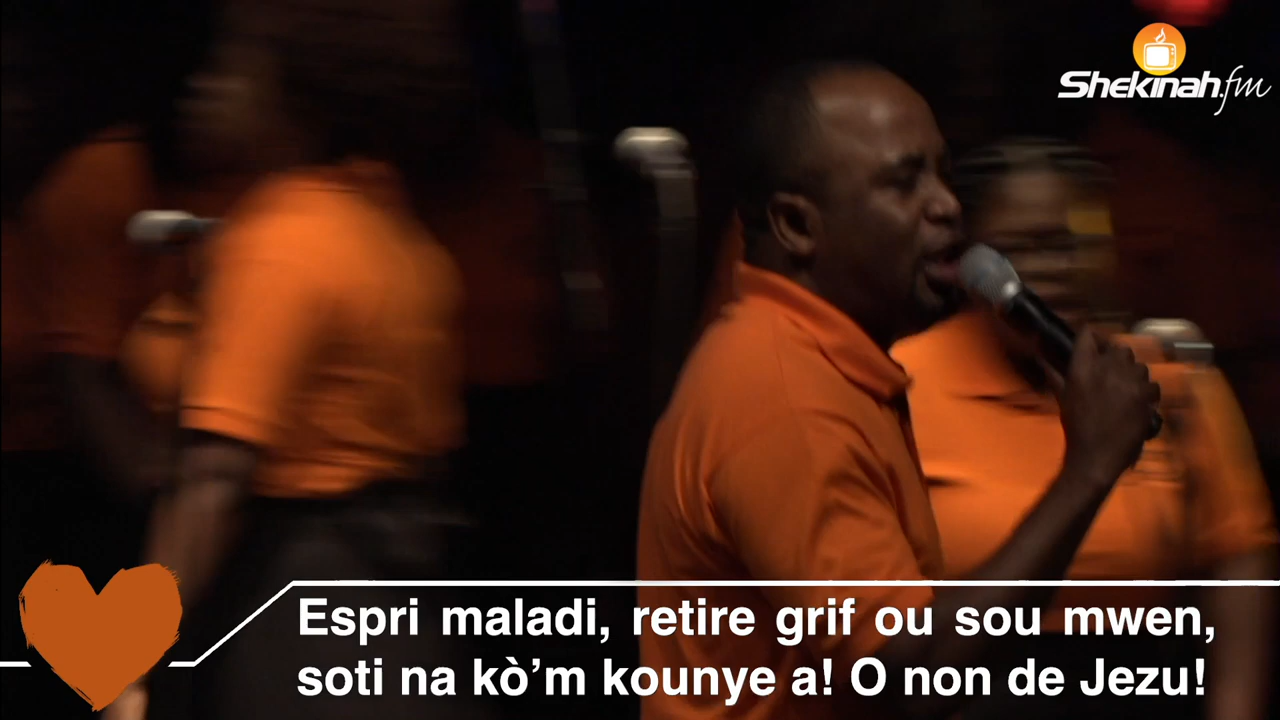 Shekinah.fm
Espri maladi, retire grif ou sou mwen,
soti na kò’m kounye a! O non de Jezu!